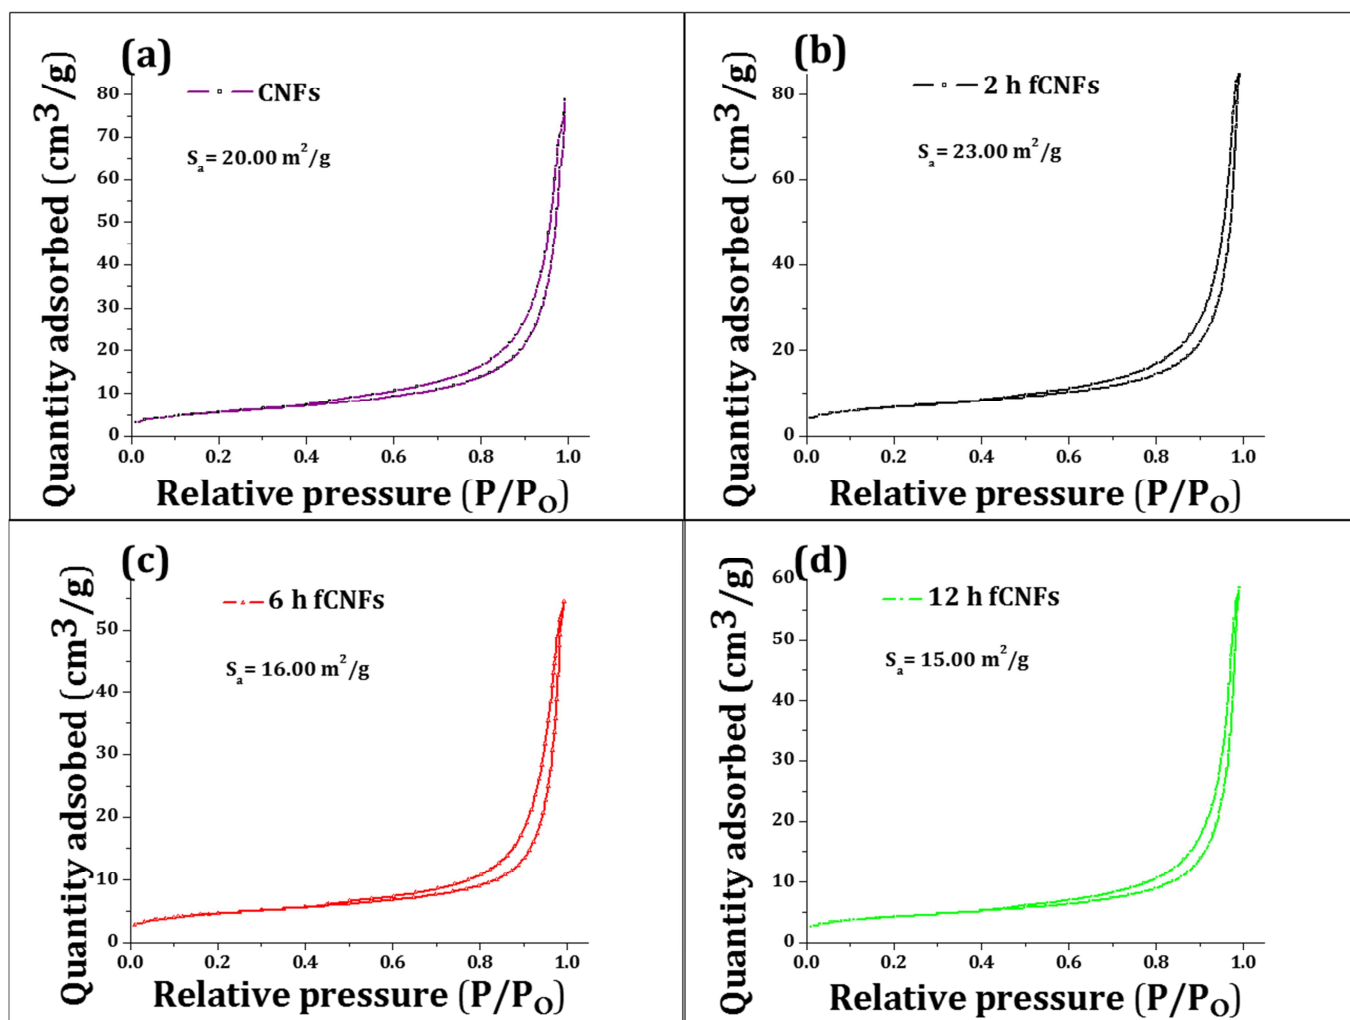 (a)
CNFs
Sₐ= 20.00 m²/g
Quantity adsorbed (cm³/g)
80
70
60
50
40
30
20
10
0
0.0 0.2 0.4 0.6 0.8 1.0
Relative pressure (P/P_O)
(b)
2 h fCNFs
Sₐ= 23.00 m²/g
Quantity adsorbed (cm³/g)
80
60
40
20
0
0.0 0.2 0.4 0.6 0.8 1.0
Relative pressure (P/P_O)
(c)
6 h fCNFs
Sₐ= 16.00 m²/g
Quantity adsobed (cm³/g)
50
40
30
20
10
0
0.0 0.2 0.4 0.6 0.8 1.0
Relative pressure (P/P_O)
(d)
12 h fCNFs
Sₐ= 15.00 m²/g
Quantity adsorbed (cm³/g)
60
50
40
30
20
10
0
0.0 0.2 0.4 0.6 0.8 1.0
Relative pressure (P/P_O)